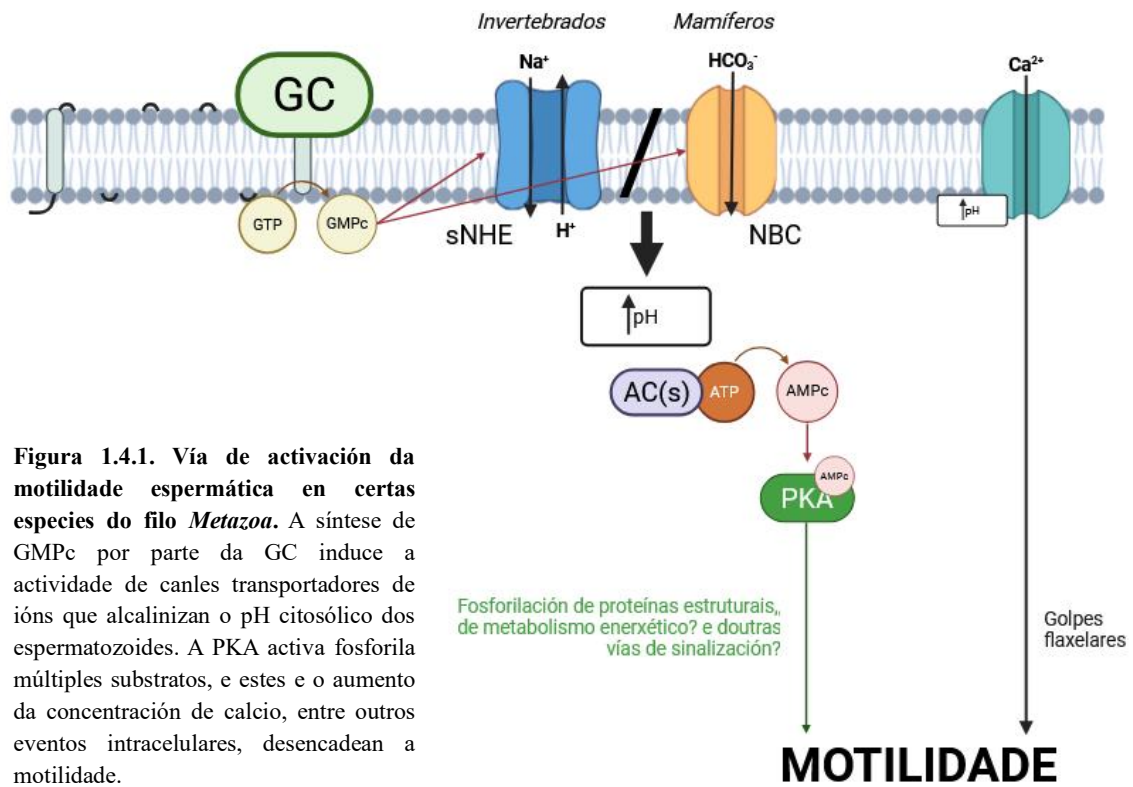 Invertebrados
Mamíferos
Na⁺
HCO₃⁻
Ca²⁺
GC
GTP
GMPc
sNHE
H⁺
NBC
↑pH
↑pH
AC(s)
ATP
AMPc
AMPc
PKA
Figura 1.4.1. Vía de activación da
motilidade espermática en certas
especies do filo Metazoa. A síntese de
GMPc por parte da GC induce a
actividade de canles transportadores de
ións que alcalinizan o pH citosólico dos
espermatozoides. A PKA activa fosforila
múltiples substratos, e estes e o aumento
da concentración de calcio, entre outros
eventos intracelulares, desencadean a
motilidade.
Fosforilación de proteínas estruturais,,
de metabolismo enerxético? e doutras
vías de sinalización?
Golpes
flaxelares
MOTILIDADE